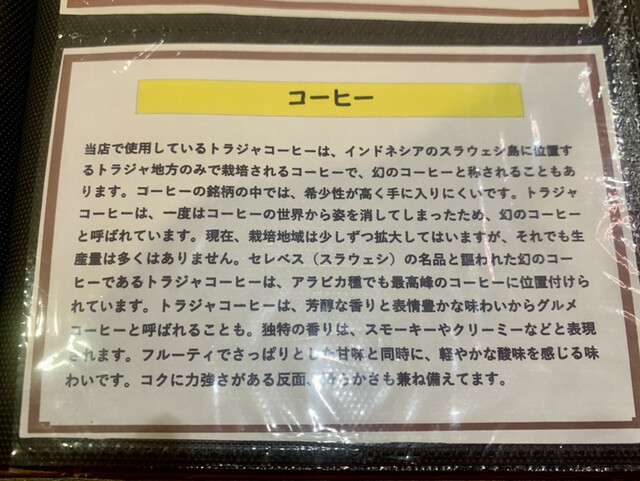 コーヒー
当店で使用しているトラジャコーヒーは、インドネシアのスラウェシ島に位置す
るトラジャ地方のみで栽培されるコーヒーで、幻のコーヒーと称されることもあ
ります。コーヒーの銘柄の中では、希少性が高く手に入りにくいです。トラジャ
コーヒーは、一度はコーヒーの世界から姿を消してしまったため、幻のコーヒー
と呼ばれています。現在、栽培地域は少しずつ拡大してはいますが、それでも生
産量は多くはありません。セレベス（スラウェシ）の名品と謳われた幻のコー
ヒーであるトラジャコーヒーは、アラビカ種でも最高峰のコーヒーに位置付けら
れています。トラジャコーヒーは、芳醇な香りと表情豊かな味わいからグルメ
コーヒーと呼ばれることも。独特の香りは、スモーキーやクリーミーなどと表現
されます。フルーティでさっぱりとした甘味と同時に、軽やかな酸味を感じる味
わいです。コクに力強さがある反面、らかさも兼ね備えてます。